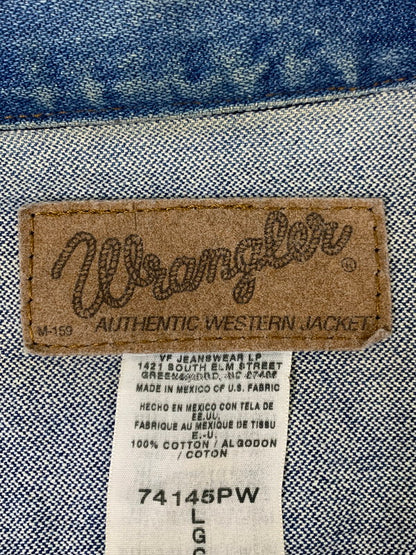 Wrangler
®
M-159 AUTHENTIC WESTERN JACKET
VF JEANSWEAR LP
1421 SOUTH ELM STREET
GREENSBORO, NC 27406
MADE IN MEXICO OF U.S. FABRIC
HECHO EN MEXICO CON TELA DE
EE.UU.
FABRIQUE AU MEXIQUE DE TISSU
E.-U.
100% COTTON / ALGODON
/ COTON
74145PW
L
G